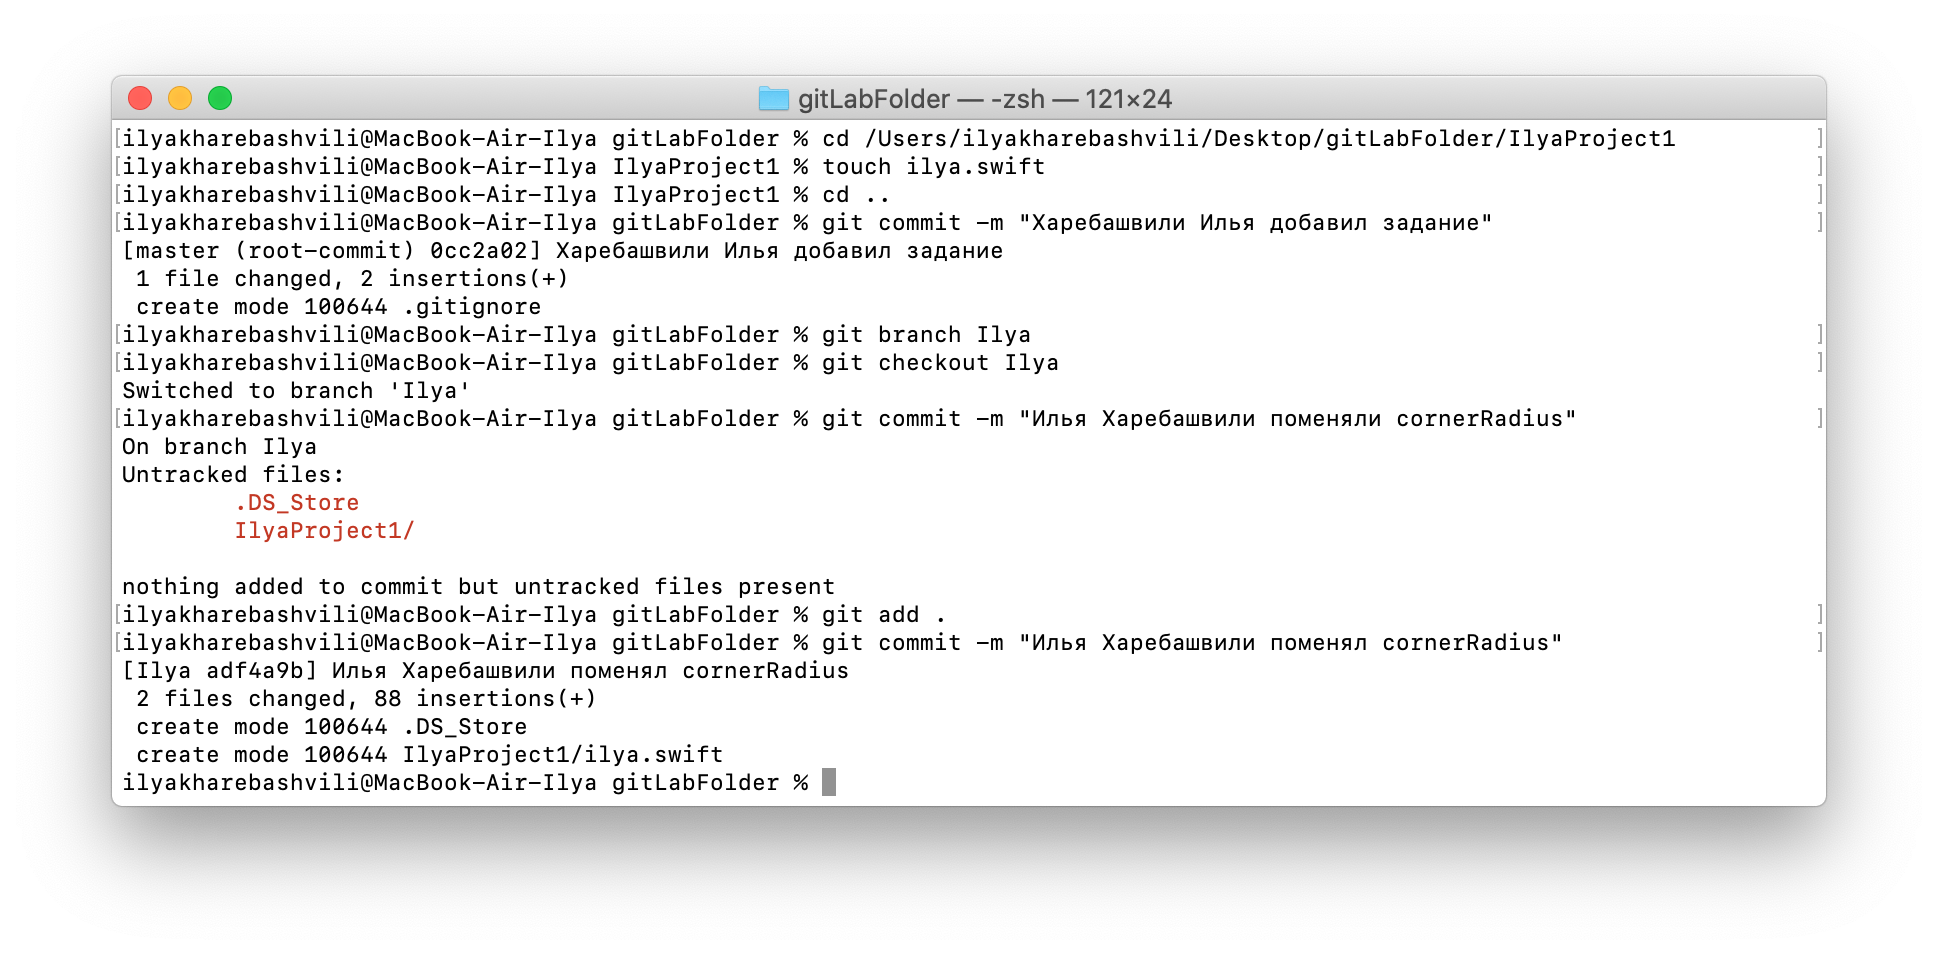 gitLabFolder — -zsh — 121×24
[ilyakharebashvili@MacBook-Air-Ilya gitLabFolder % cd /Users/ilyakharebashvili/Desktop/gitLabFolder/IlyaProject1 ]
[ilyakharebashvili@MacBook-Air-Ilya IlyaProject1 % touch ilya.swift ]
[ilyakharebashvili@MacBook-Air-Ilya IlyaProject1 % cd .. ]
[ilyakharebashvili@MacBook-Air-Ilya gitLabFolder % git commit -m "Харебашвили Илья добавил задание" ]
[master (root-commit) 0cc2a02] Харебашвили Илья добавил задание
1 file changed, 2 insertions(+)
create mode 100644 .gitignore
[ilyakharebashvili@MacBook-Air-Ilya gitLabFolder % git branch Ilya ]
[ilyakharebashvili@MacBook-Air-Ilya gitLabFolder % git checkout Ilya ]
Switched to branch 'Ilya'
[ilyakharebashvili@MacBook-Air-Ilya gitLabFolder % git commit -m "Илья Харебашвили поменяли cornerRadius" ]
On branch Ilya
Untracked files:
.DS_Store
IlyaProject1/
nothing added to commit but untracked files present
[ilyakharebashvili@MacBook-Air-Ilya gitLabFolder % git add . ]
[ilyakharebashvili@MacBook-Air-Ilya gitLabFolder % git commit -m "Илья Харебашвили поменял cornerRadius" ]
[Ilya adf4a9b] Илья Харебашвили поменял cornerRadius
2 files changed, 88 insertions(+)
create mode 100644 .DS_Store
create mode 100644 IlyaProject1/ilya.swift
ilyakharebashvili@MacBook-Air-Ilya gitLabFolder %